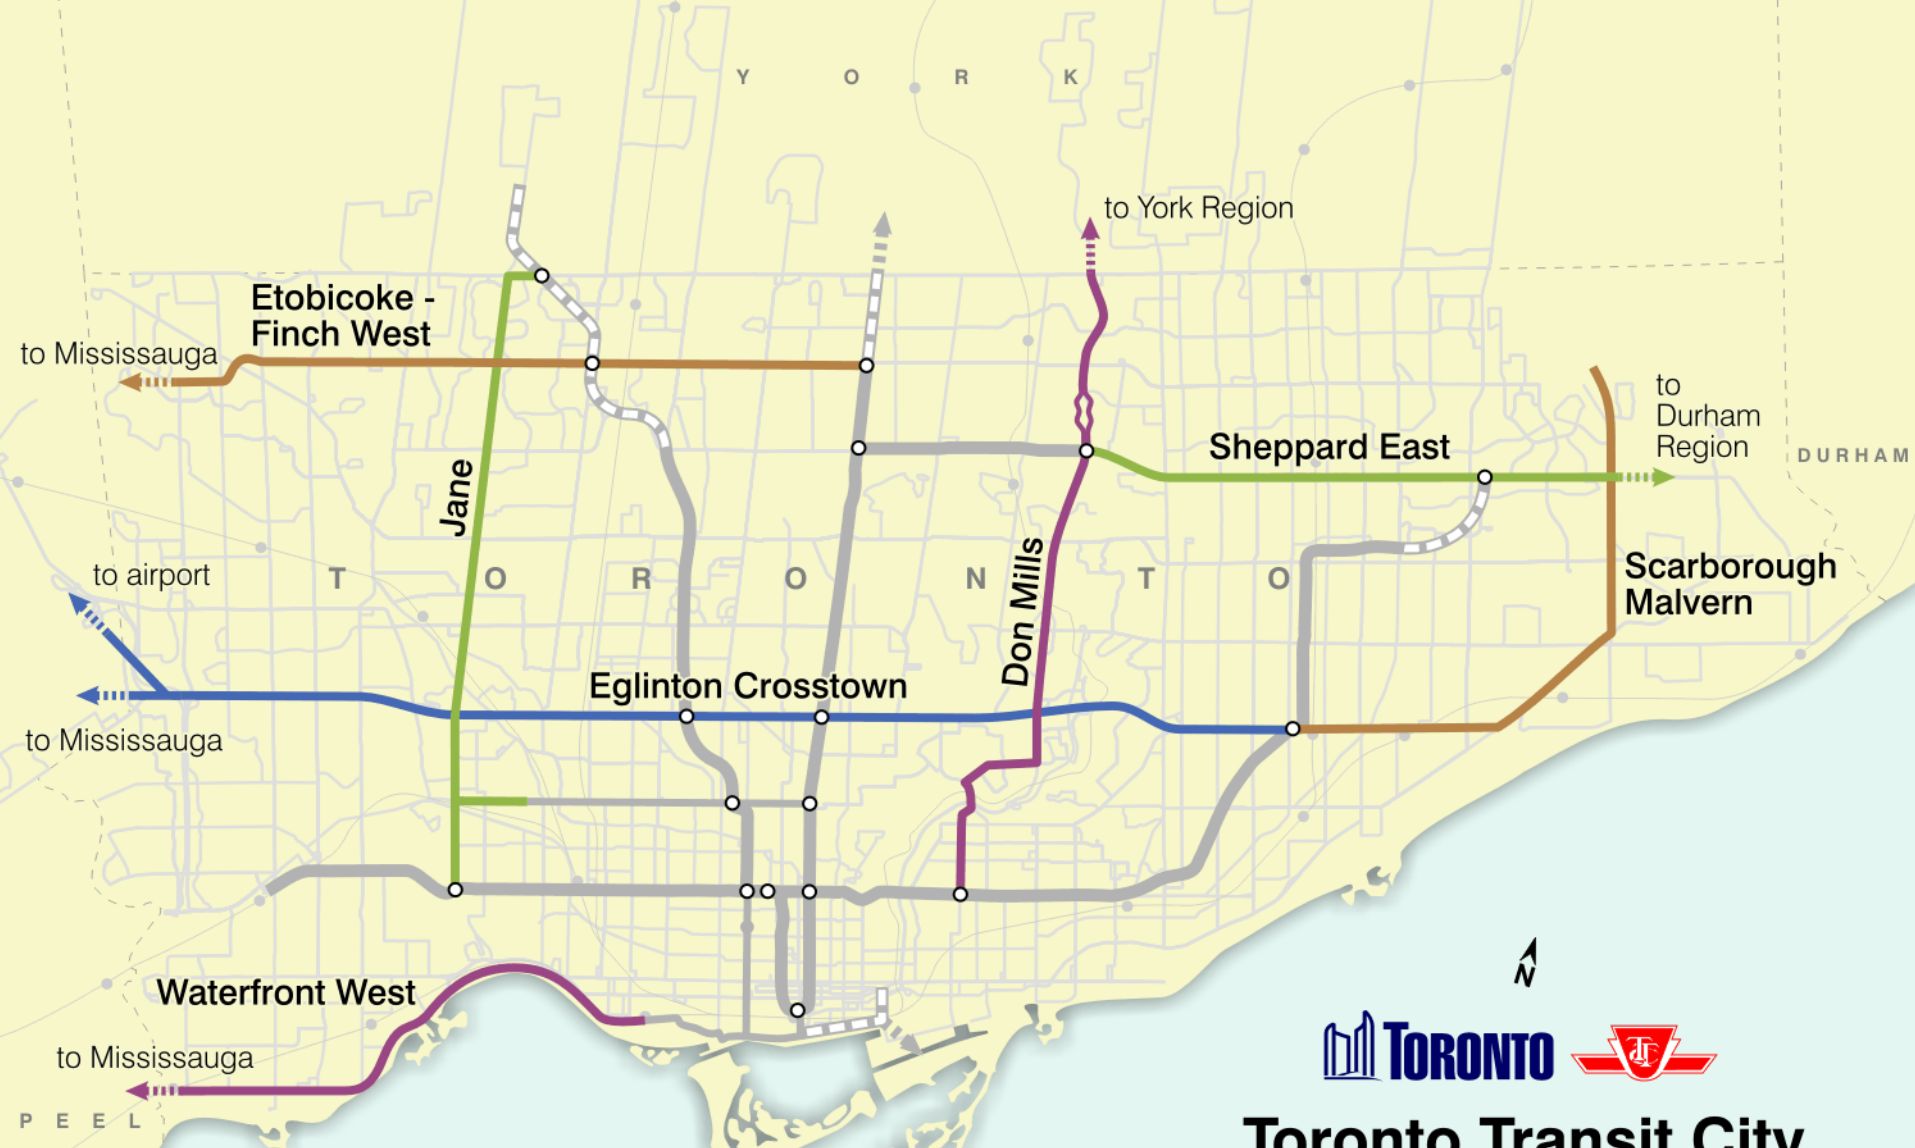 Y O R K
to York Region
Etobicoke -
Finch West
to Mississauga
to
Durham
Region
Sheppard East
DURHAM
Jane
Don Mills
to airport
T O R O N T O
Scarborough
Malvern
Eglinton Crosstown
to Mississauga
Waterfront West
N
to Mississauga
TORONTO
TTC
P E E L
Toronto Transit City